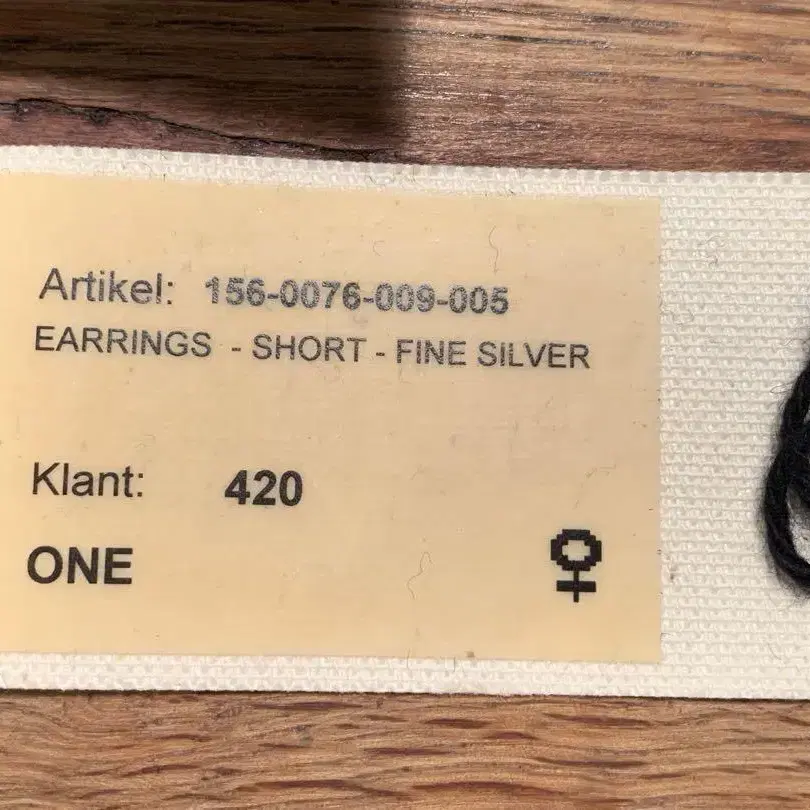 Artikel: 156-0076-009-005
EARRINGS - SHORT - FINE SILVER
Klant: 420
ONE